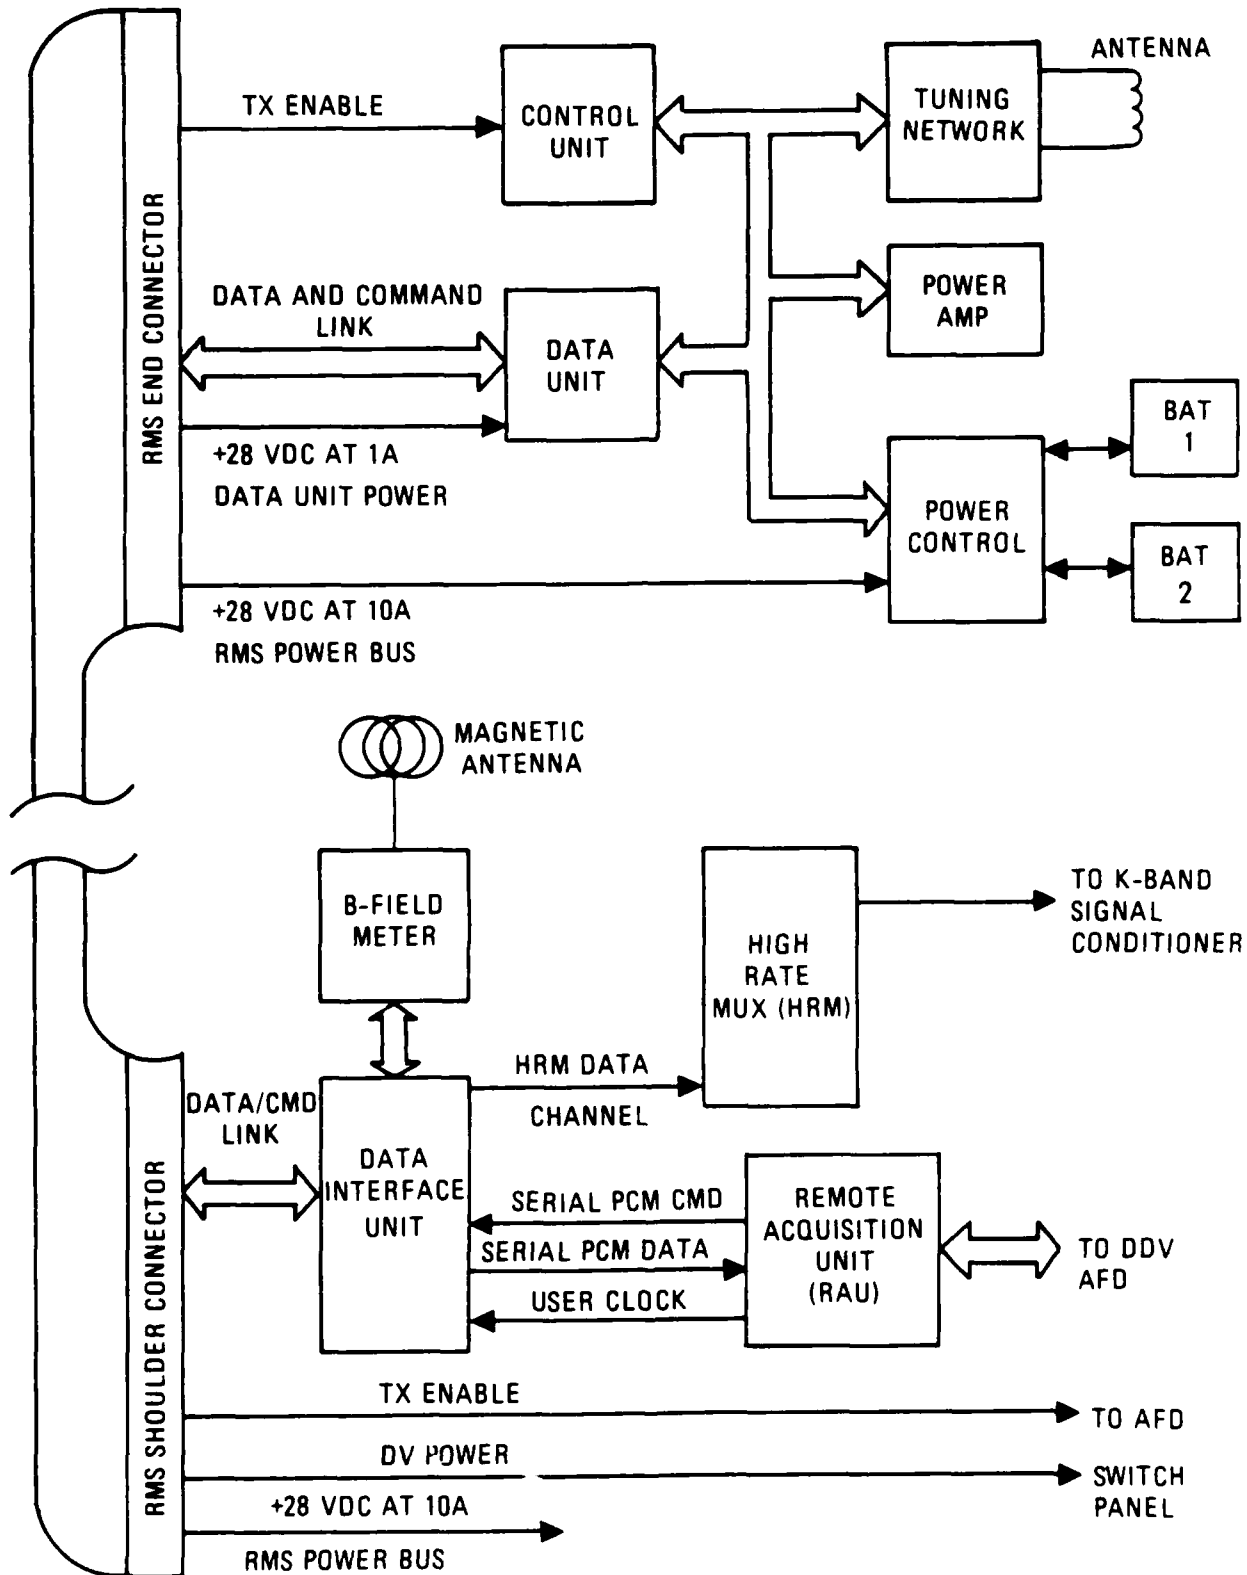 ANTENNA
TX ENABLE
CONTROL
UNIT
TUNING
NETWORK
RMS END CONNECTOR
DATA AND COMMAND
LINK
DATA
UNIT
POWER
AMP
+28 VDC AT 1A
DATA UNIT POWER
BAT
1
POWER
CONTROL
BAT
2
+28 VDC AT 10A
RMS POWER BUS
MAGNETIC
ANTENNA
B-FIELD
METER
HIGH
RATE
MUX (HRM)
TO K-BAND
SIGNAL
CONDITIONER
HRM DATA
CHANNEL
RMS SHOULDER CONNECTOR
DATA/CMD
LINK
DATA
INTERFACE
UNIT
SERIAL PCM CMD
SERIAL PCM DATA
USER CLOCK
REMOTE
ACQUISITION
UNIT
(RAU)
TO DDV
AFD
TX ENABLE
TO AFD
DV POWER
SWITCH
PANEL
+28 VDC AT 10A
RMS POWER BUS